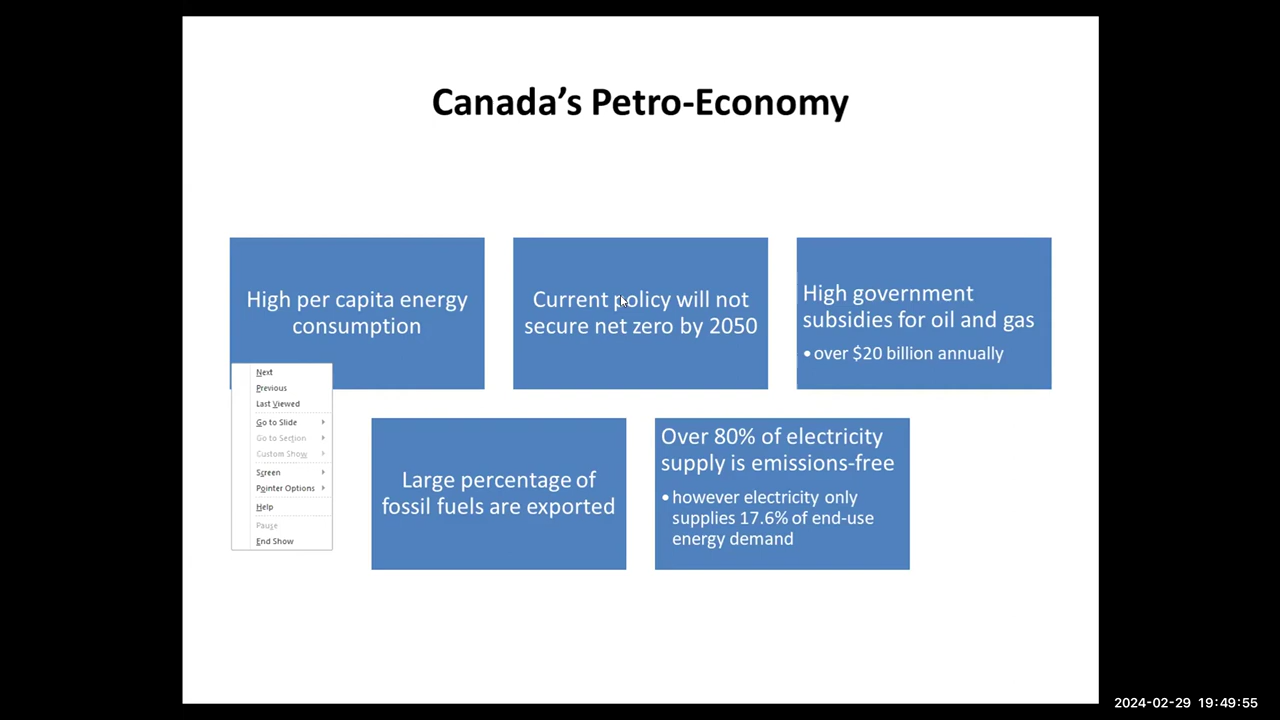 Canada's Petro-Economy
High per capita energy
consumption
Current policy will not
secure net zero by 2050
High government
subsidies for oil and gas
• over $20 billion annually
Next
Previous
Last Viewed
Go to Slide
Go to Section
Custom Show
Screen
Pointer Options
Help
Pause
End Show
Large percentage of
fossil fuels are exported
Over 80% of electricity
supply is emissions-free
• however electricity only
supplies 17.6% of end-use
energy demand
2024-02-29 19:49:55